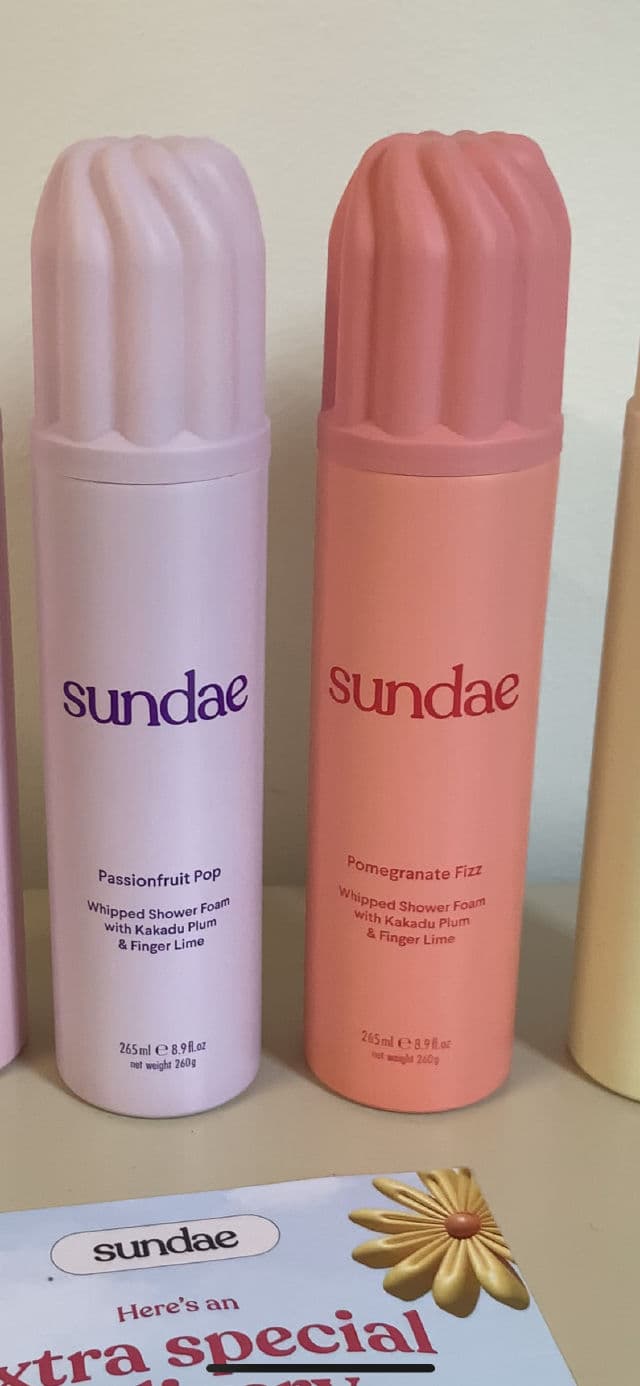 sundae
Passionfruit Pop
Whipped Shower Foam
with Kakadu Plum
& Finger Lime
265ml e 8.9fl.oz
net weight 260g
sundae
Pomegranate Fizz
Whipped Shower Foam
with Kakadu Plum
& Finger Lime
265ml e 8.9fl.oz
net weight 260g
sundae
Here's an
xtra special